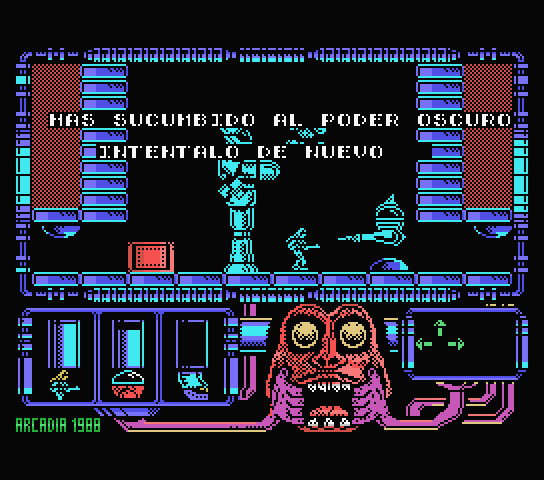 HAS SUCUMBIDO AL PODER OSCURO
INTENTALO DE NUEVO
ARCADIA 1988